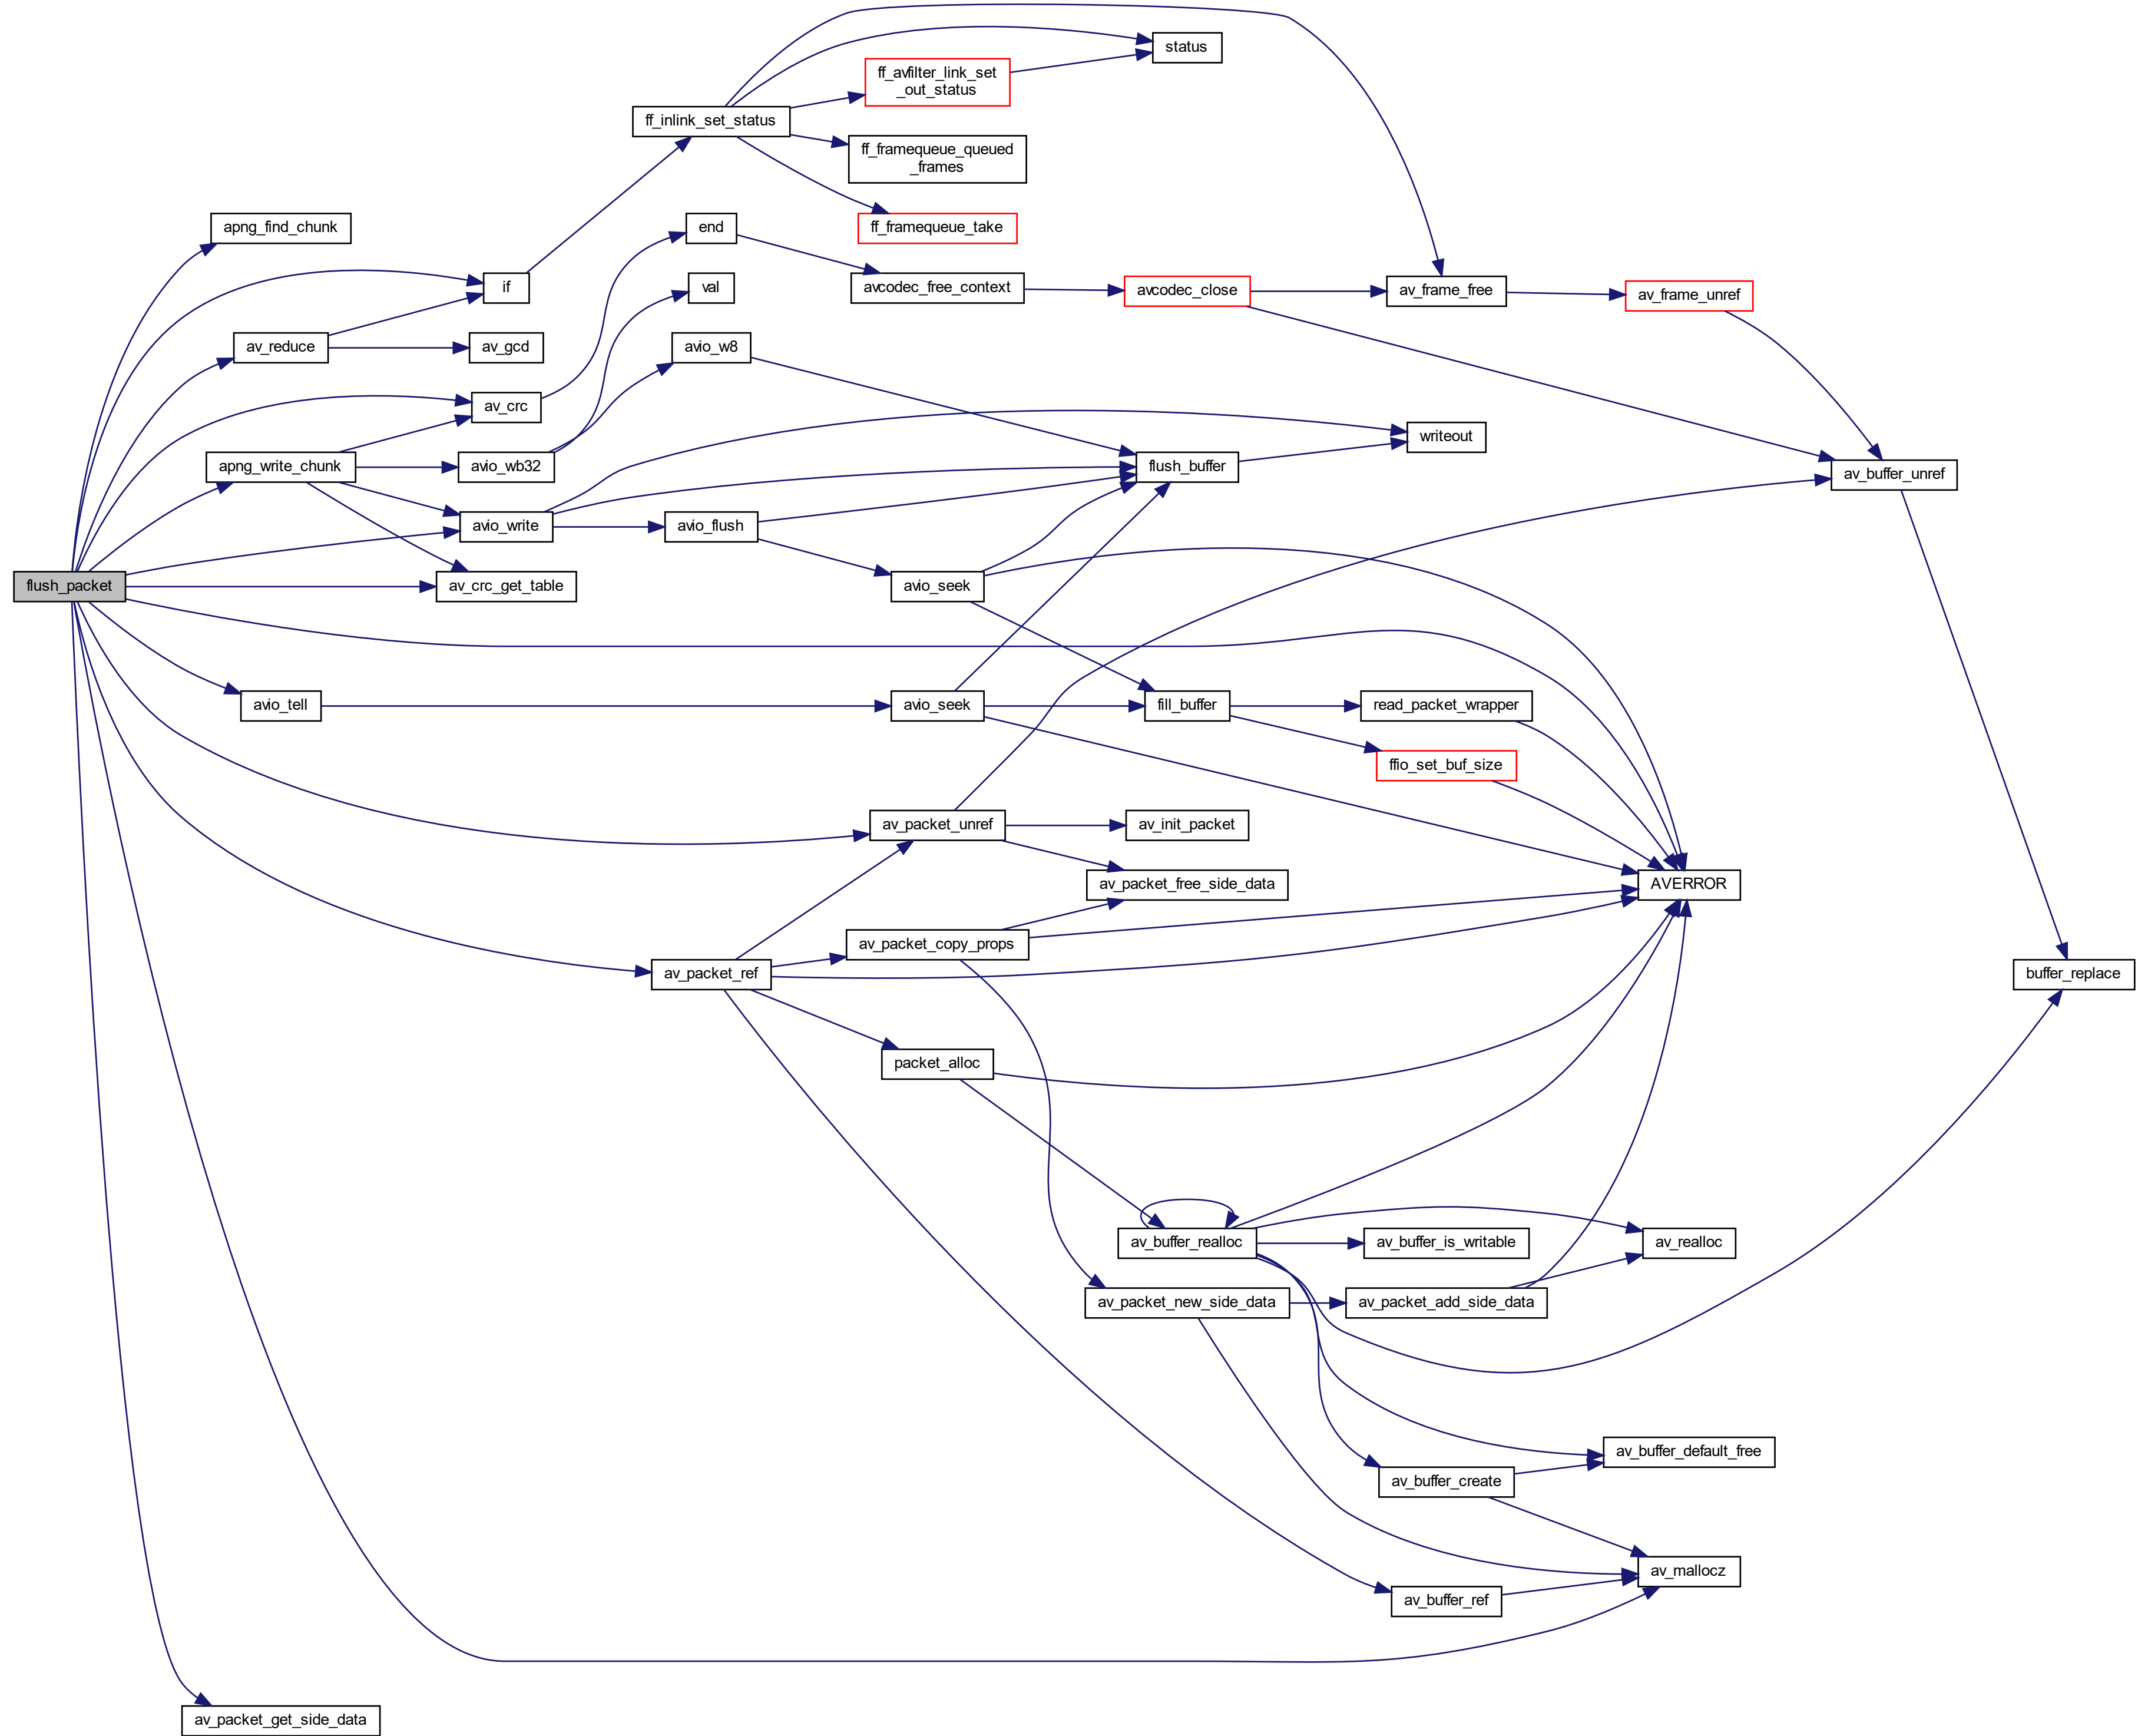 status
ff_avfilter_link_set
_out_status
ff_inlink_set_status
ff_framequeue_queued
_frames
apng_find_chunk
end
ff_framequeue_take
if
val
avcodec_free_context
avcodec_close
av_frame_free
av_frame_unref
av_reduce
av_gcd
avio_w8
av_crc
writeout
apng_write_chunk
avio_wb32
flush_buffer
av_buffer_unref
avio_write
avio_flush
flush_packet
av_crc_get_table
avio_seek
avio_tell
avio_seek
fill_buffer
read_packet_wrapper
ffio_set_buf_size
av_packet_unref
av_init_packet
av_packet_free_side_data
AVERROR
av_packet_copy_props
av_packet_ref
buffer_replace
packet_alloc
av_buffer_realloc
av_buffer_is_writable
av_realloc
av_packet_new_side_data
av_packet_add_side_data
av_buffer_default_free
av_buffer_create
av_mallocz
av_buffer_ref
av_packet_get_side_data